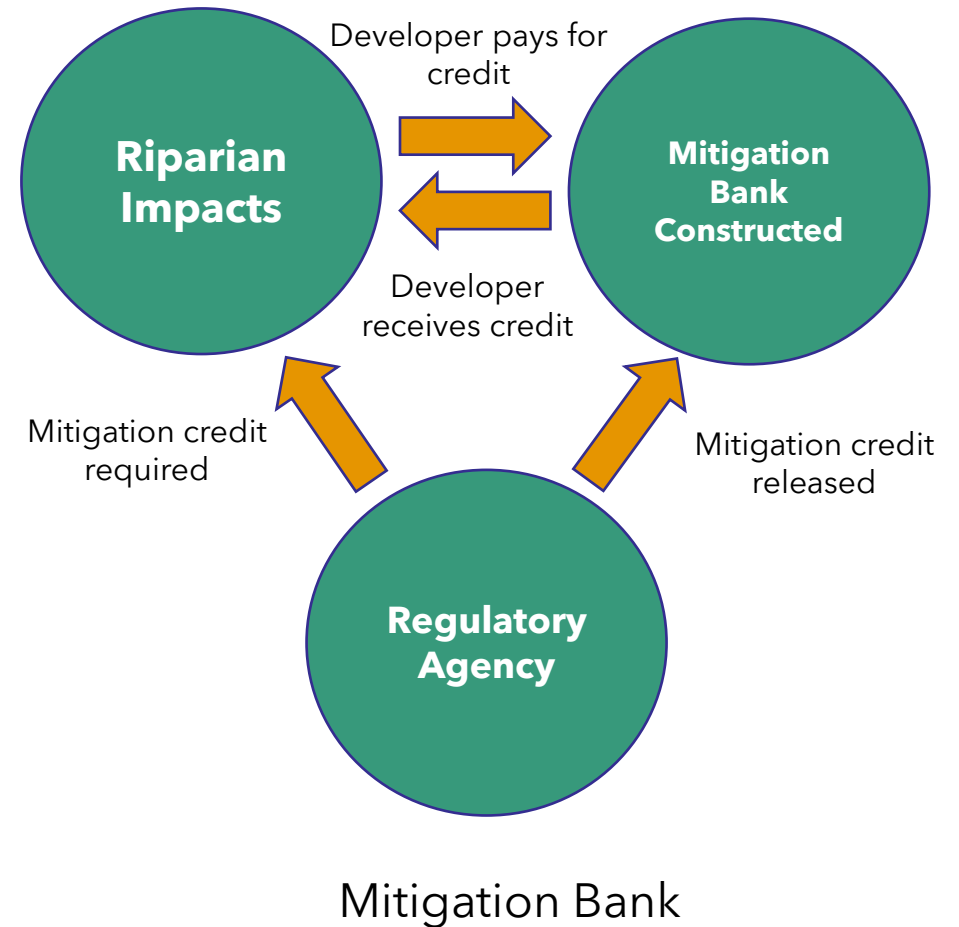 Developer pays for
credit
Riparian
Impacts
Mitigation
Bank
Constructed
Developer
receives credit
Mitigation credit
required
Mitigation credit
released
Regulatory
Agency
Mitigation Bank